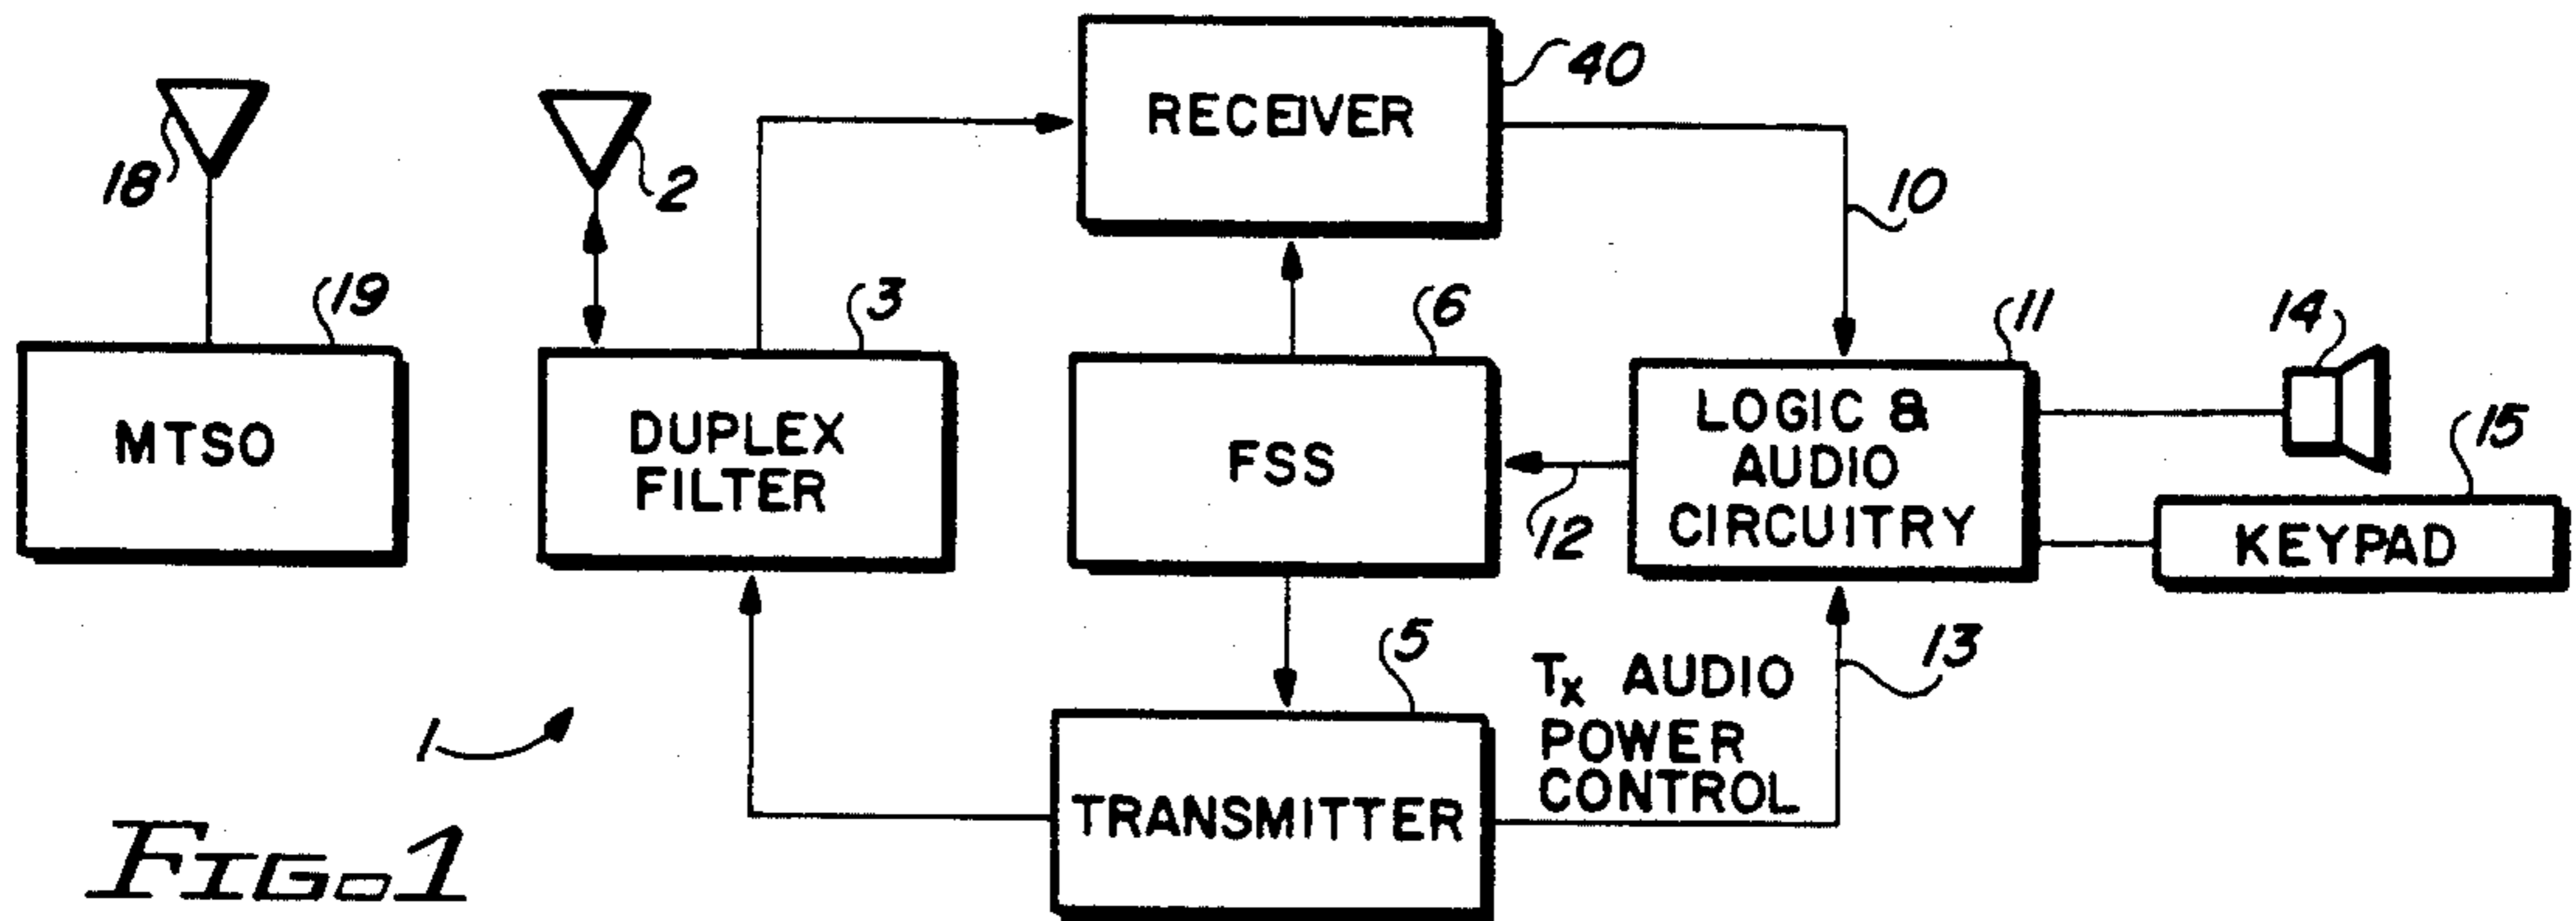 40
RECEIVER
18
2
10
19
3
6
11
14
MTSO
DUPLEX
FILTER
FSS
LOGIC &
AUDIO
CIRCUITRY
12
15
KEYPAD
5
13
Tx AUDIO
POWER
CONTROL
1
TRANSMITTER
FIG. 1